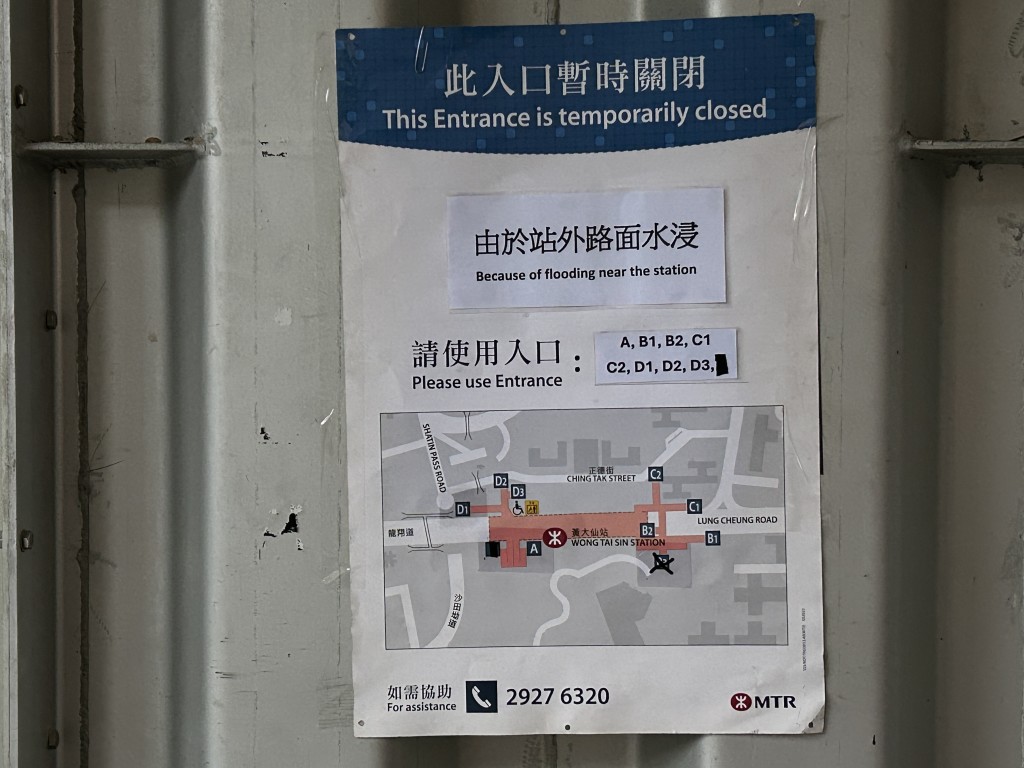 此入口暫時關閉
This Entrance is temporarily closed
由於站外路面水浸
Because of flooding near the station
請使用入口：
Please use Entrance
A, B1, B2, C1
C2, D1, D2, D3,
SHATIN PASS ROAD
正德街
CHING TAK STREET
C2
D2
D3
D1
C1
LUNG CHEUNG ROAD
龍翔道
B2
B1
黃大仙站
WONG TAI SIN STATION
A
沙田坳道
如需協助
For assistance
2927 6320
MTR